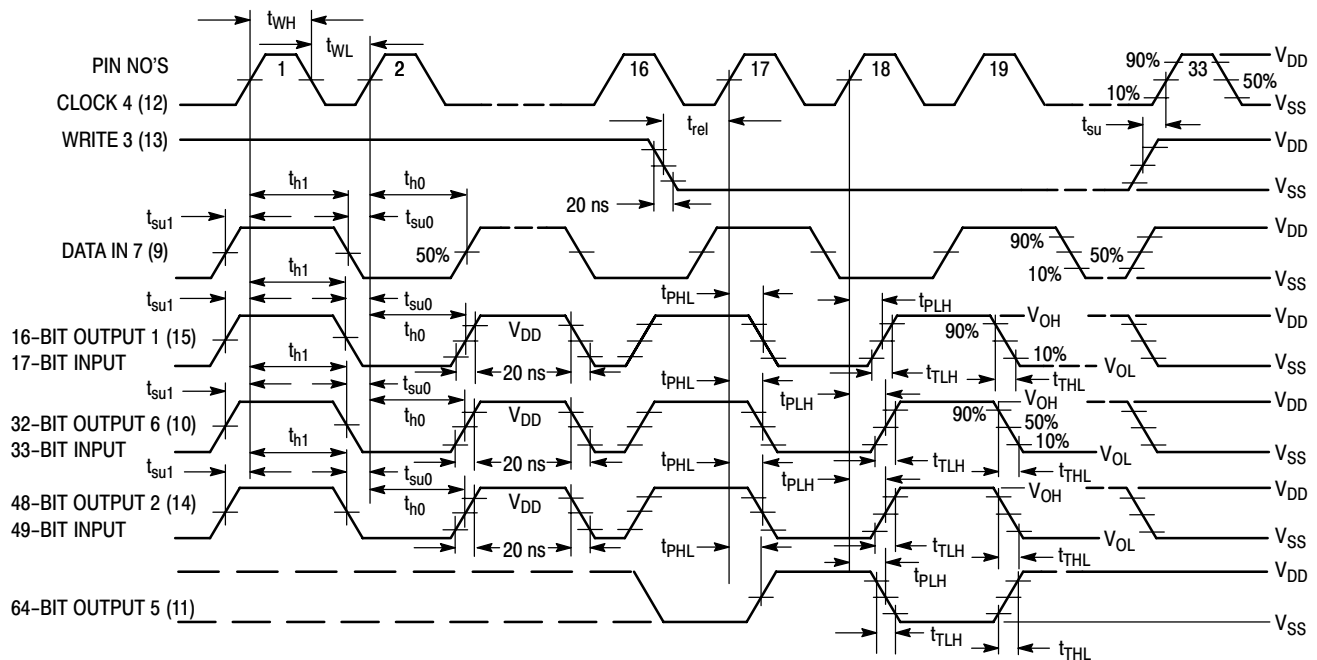 tWH
tWL
PIN NO'S
1 2 16 17 18 19 90% 33 VDD
50%
CLOCK 4 (12) 10% VSS
trel tsu
WRITE 3 (13) VDD
th1 th0
20 ns VSS
tsu1 tsu0
VDD
DATA IN 7 (9) 50% 90% 50%
th1 10%
VSS
tsu1 tsu0 tPHL tPLH
16–BIT OUTPUT 1 (15) th0 VDD 90% VOH VDD
17–BIT INPUT th1 20 ns 10% VOL VSS
tsu1 tsu0 tPHL tPLH tTLH tTHL
32–BIT OUTPUT 6 (10) th0 VDD 90% VOH VDD
50%
33–BIT INPUT th1 20 ns 10% VOL VSS
tsu1 tsu0 tPHL tPLH tTLH tTHL
48–BIT OUTPUT 2 (14) th0 VDD VOH VDD
49–BIT INPUT 20 ns VOL VSS
tPHL tTLH tTHL
tPLH VDD
64–BIT OUTPUT 5 (11) VSS
tTLH
tTHL